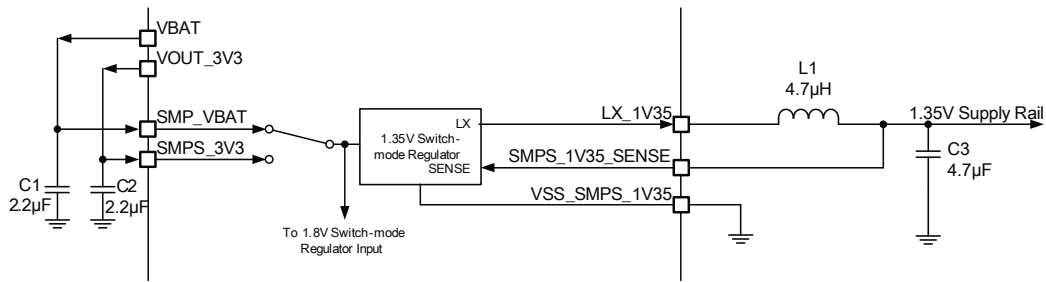 VBAT
VOUT_3V3
SMP_VBAT
SMPS_3V3
C1
2.2µF
C2
2.2µF
LX
1.35V Switch-
mode Regulator
SENSE
To 1.8V Switch-mode
Regulator Input
LX_1V35
SMPS_1V35_SENSE
VSS_SMPS_1V35
L1
4.7µH
1.35V Supply Rail
C3
4.7µF